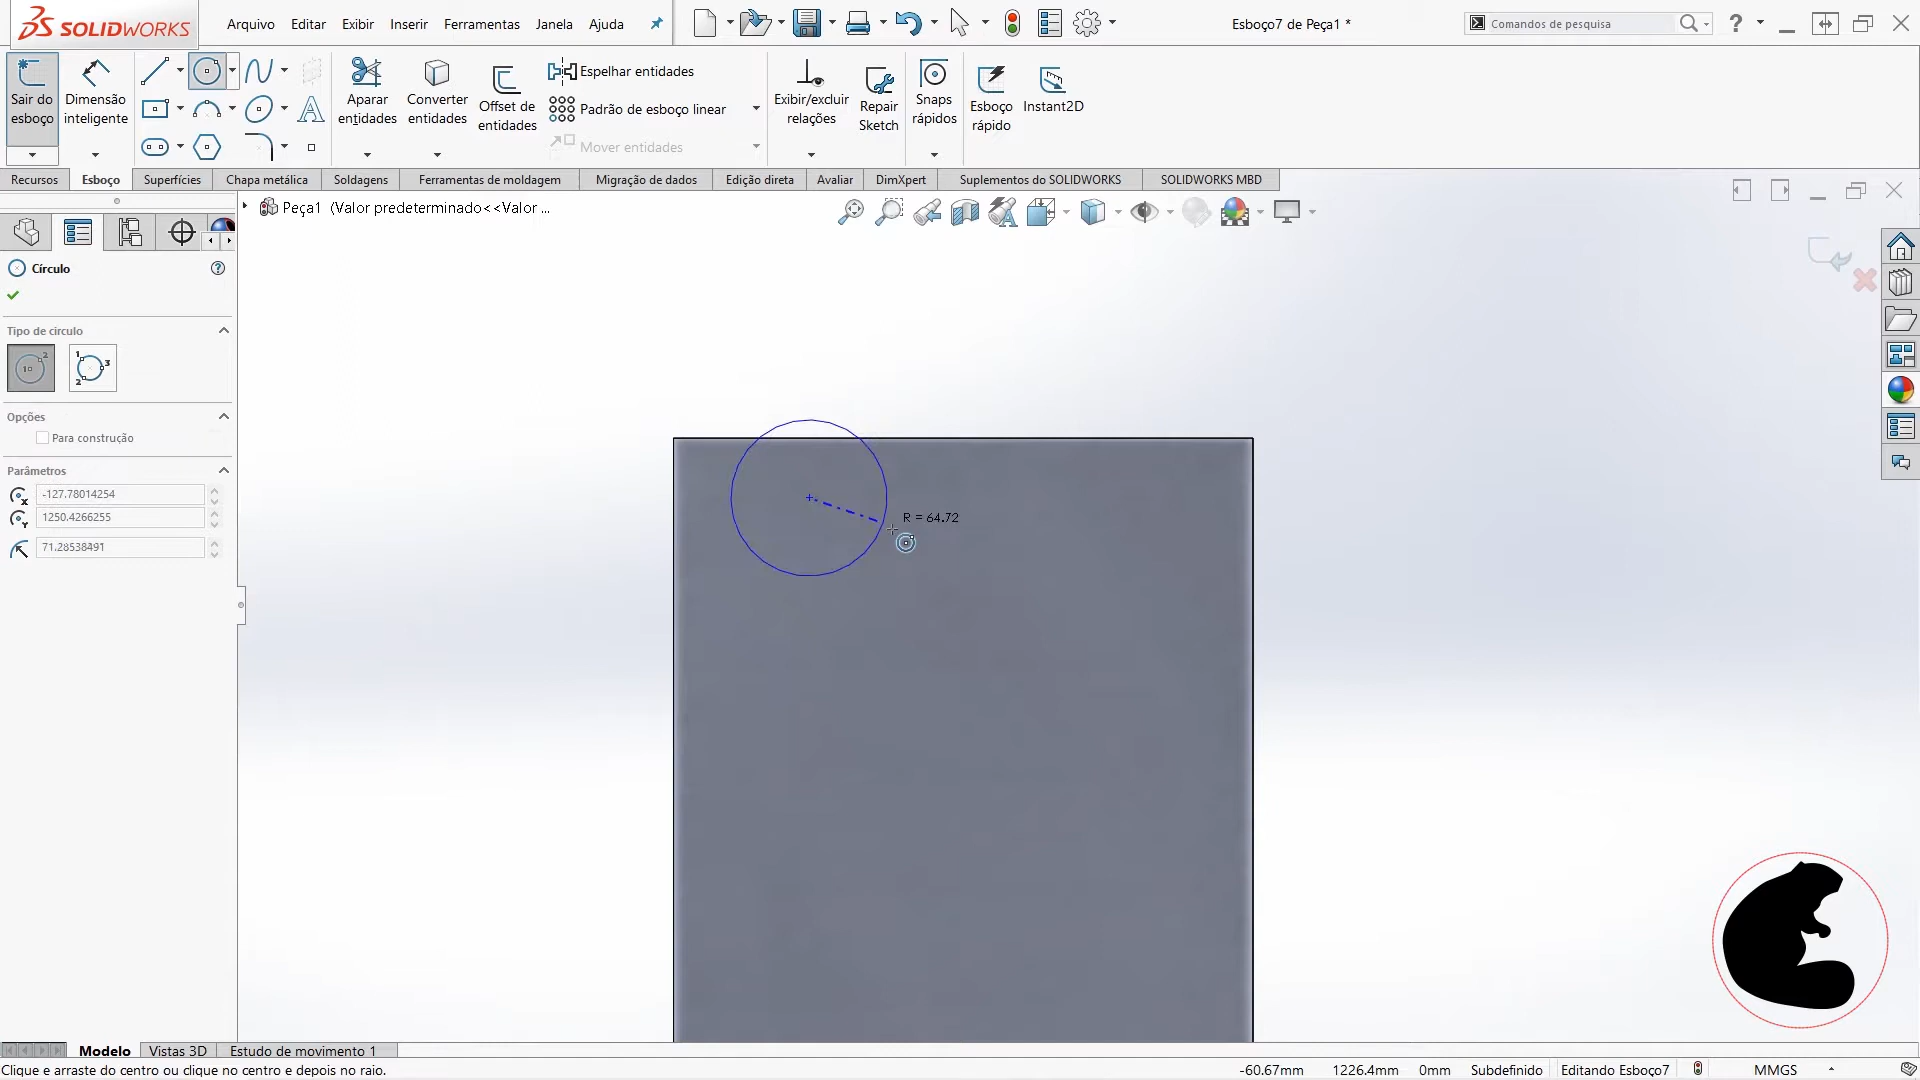 SOLIDWORKS
Arquivo Editar Exibir Inserir Ferramentas Janela Ajuda
Esboço7 de Peça1 *
Comandos de pesquisa
?
Sair do esboço
Dimensão inteligente
Aparar entidades
Converter entidades
Offset de entidades
Espelhar entidades
Padrão de esboço linear
Mover entidades
Exibir/excluir relações
Repair Sketch
Snaps rápidos
Esboço rápido
Instant2D
Recursos Esboço Superfícies Chapa metálica Soldagens Ferramentas de moldagem Migração de dados Edição direta Avaliar DimXpert Suplementos do SOLIDWORKS SOLIDWORKS MBD
Peça1 (Valor predeterminado<<Valor ...
Círculo
?
Tipo de círculo
Opções
Para construção
Parâmetros
-127.78014254
1250.4266255
71.28538491
R = 64.72
Modelo Vistas 3D Estudo de movimento 1
Clique e arraste do centro ou clique no centro e depois no raio.
-60.67mm 1226.4mm 0mm Subdefinido Editando Esboço7 MMGS